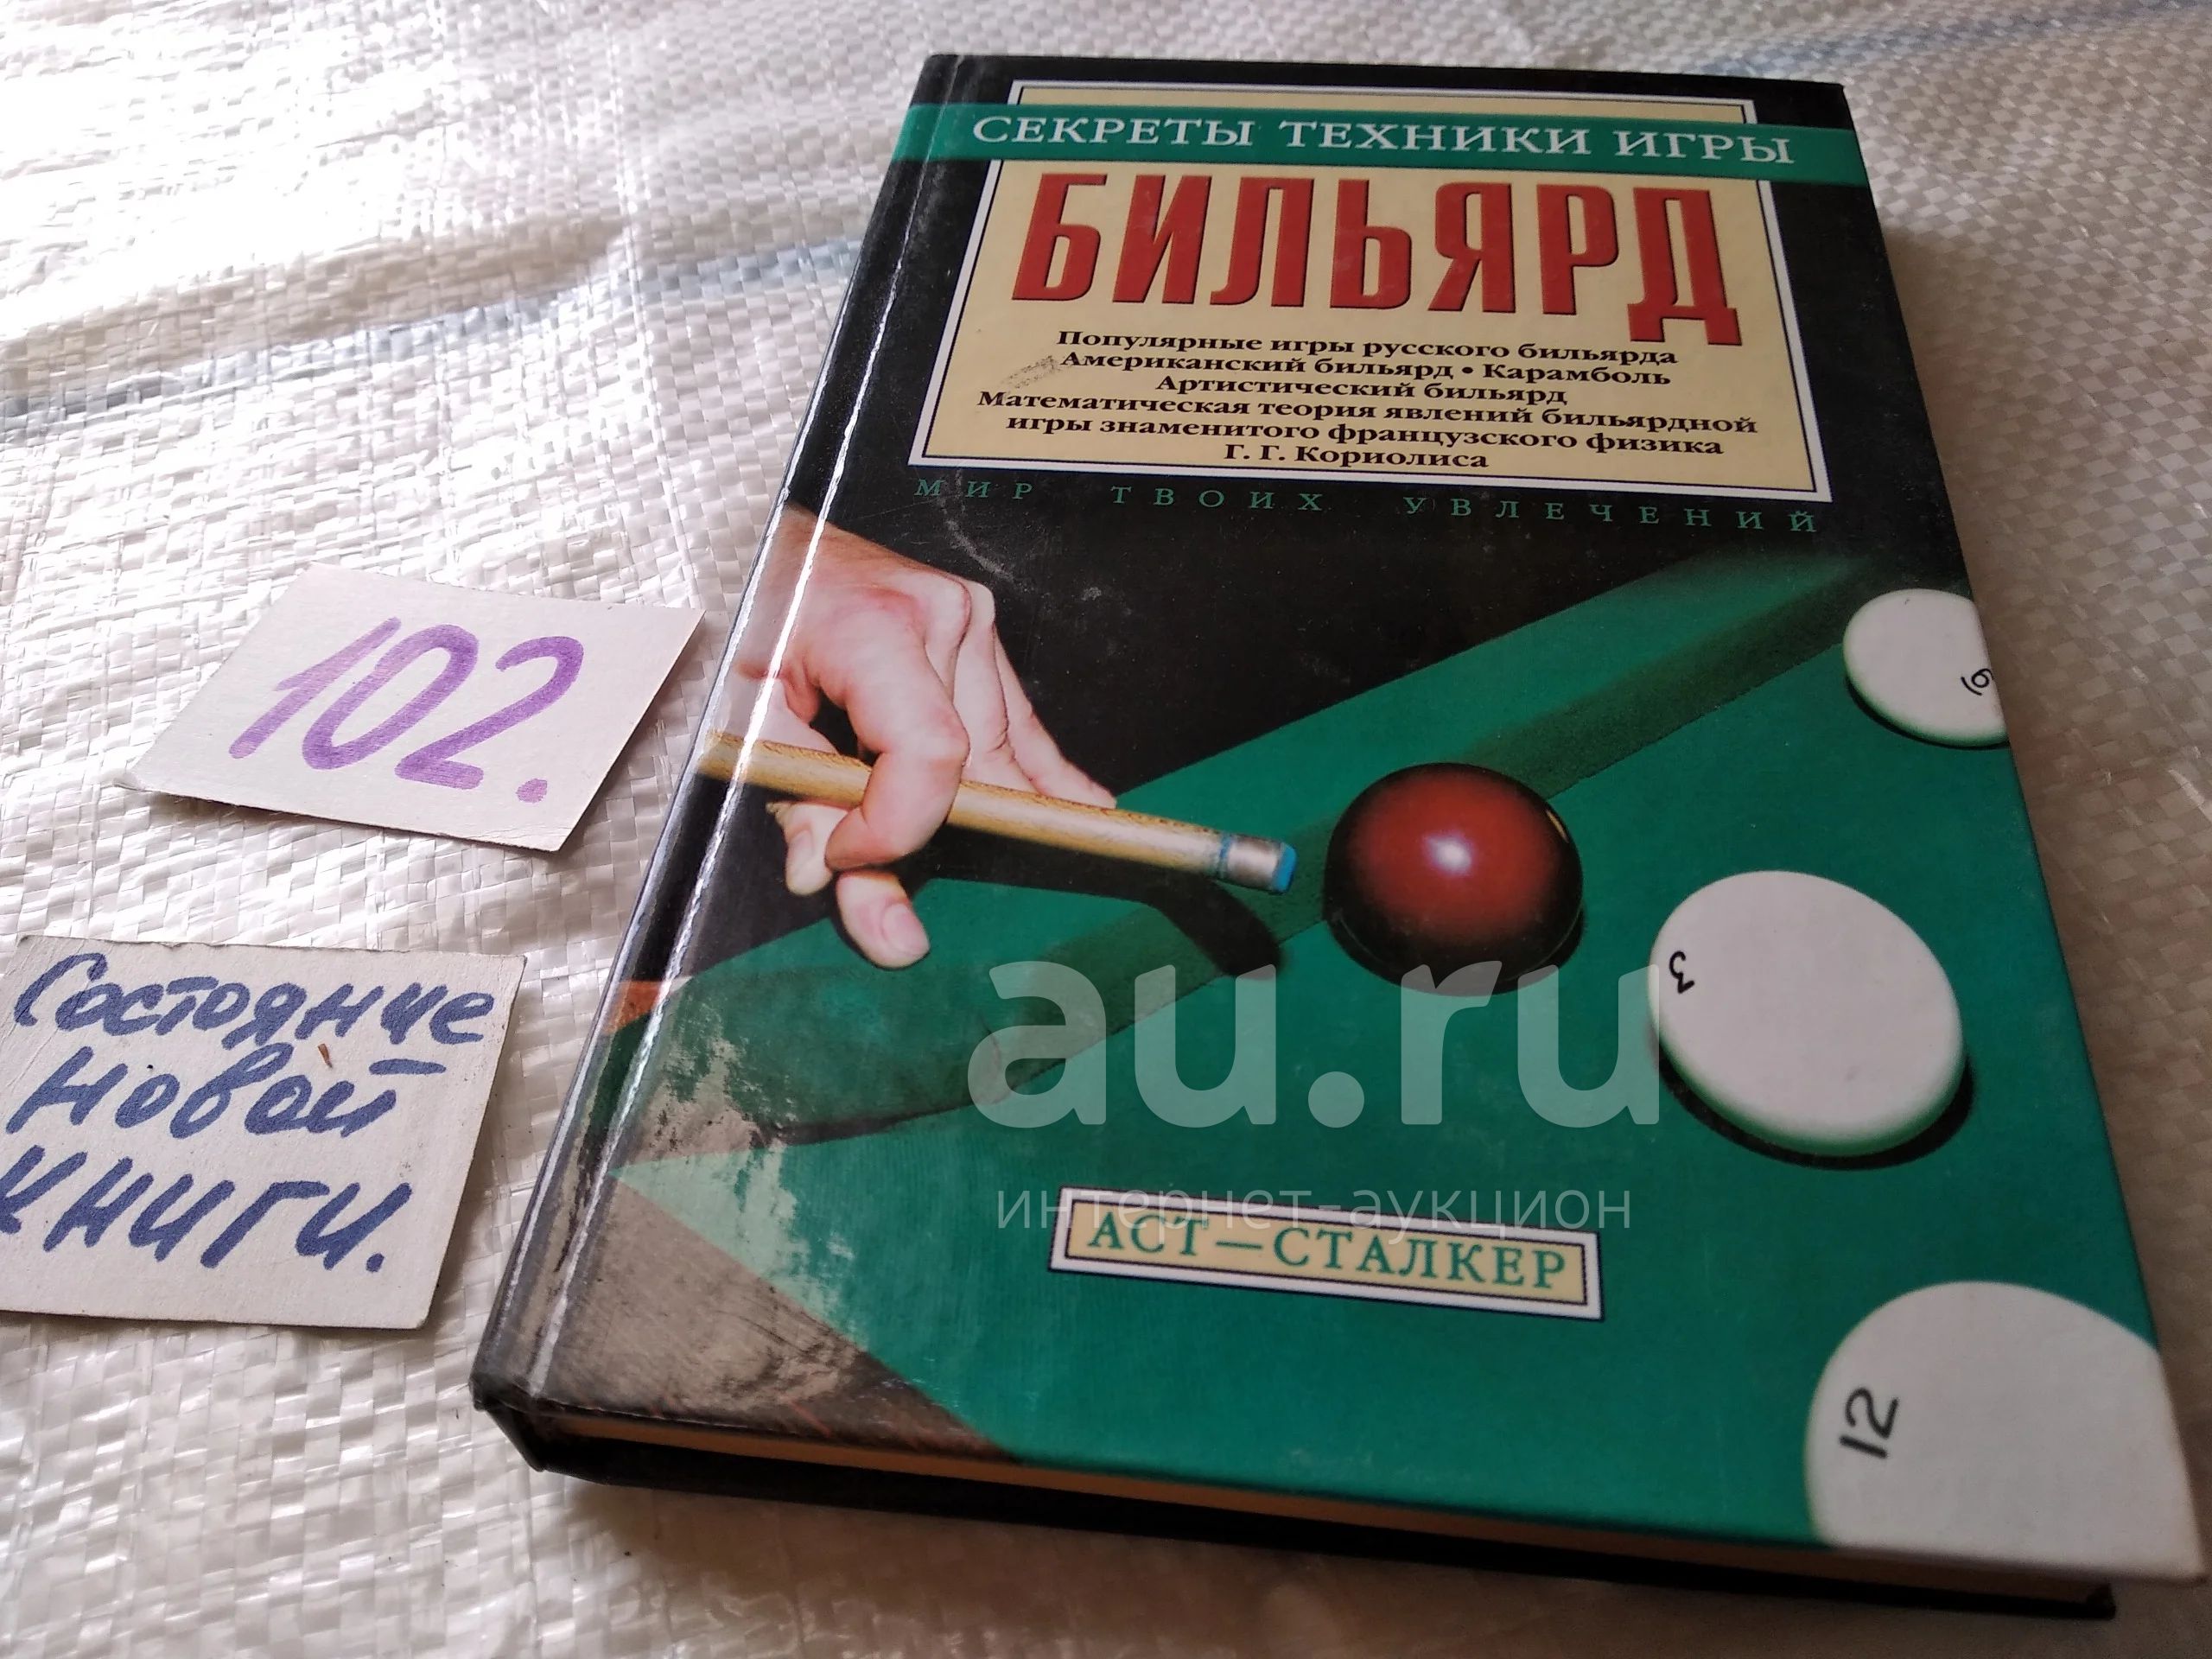 СЕКРЕТЫ ТЕХНИКИ ИГРЫ
БИЛЬЯРД
Популярные игры русского бильярда
Американский бильярд • Карамболь
Артистический бильярд
Математическая теория явлений бильярдной
игры знаменитого французского физика
Г. Г. Кориолиса
МИР ТВОИХ УВЛЕЧЕНИЙ
102.
Состояние
новой
книги.
9
3
12
au.ru
интернет-аукцион
АСТ—СТАЛКЕР